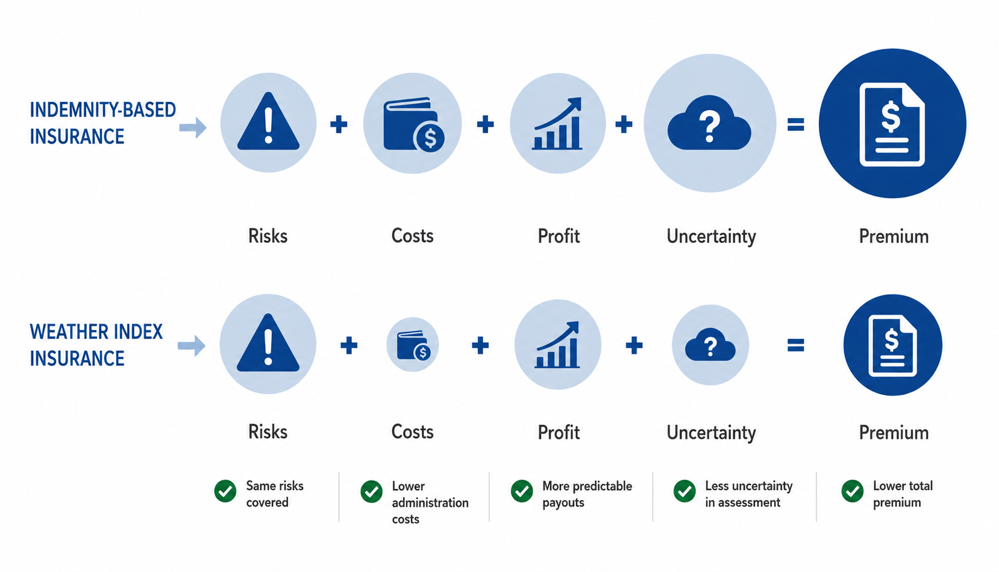 INDEMNITY-BASED
INSURANCE
+
$
+
+
?
=
$
Risks
Costs
Profit
Uncertainty
Premium
WEATHER INDEX
INSURANCE
+
$
+
+
?
=
$
Risks
Costs
Profit
Uncertainty
Premium
Same risks
covered
Lower
administration
costs
More predictable
payouts
Less uncertainty
in assessment
Lower total
premium